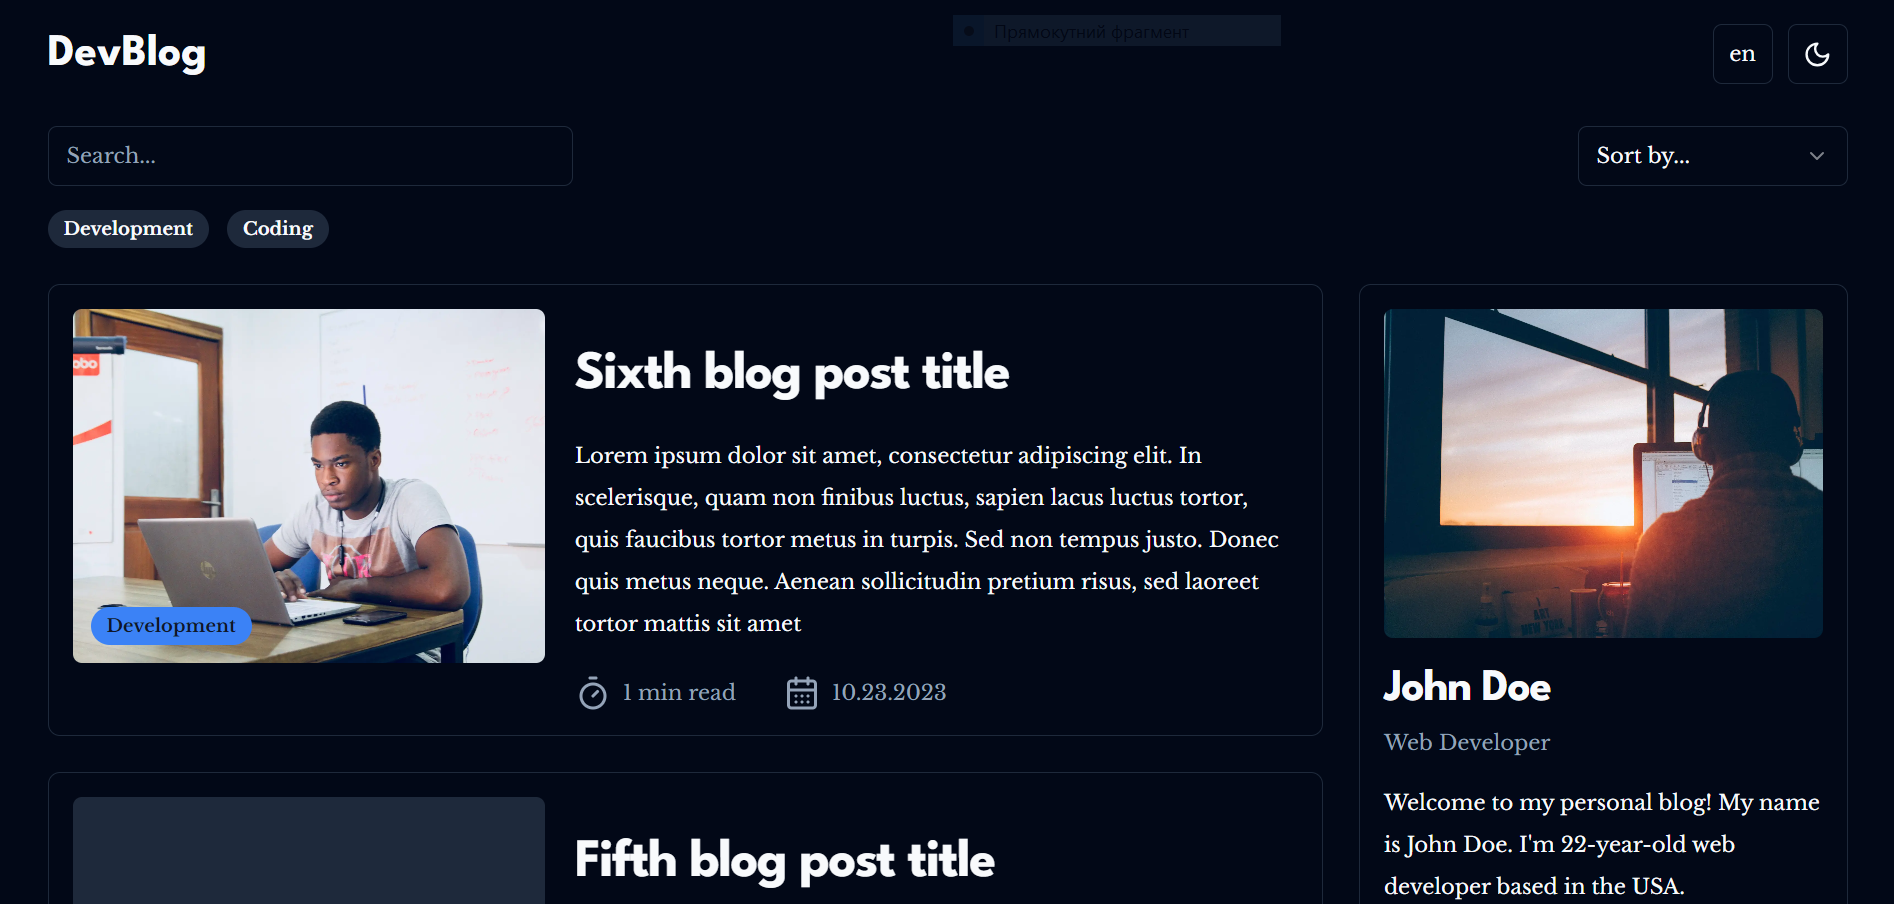 DevBlog
Прямокутний фрагмент
en
Search...
Sort by...
Development
Coding
obo
Development
Sixth blog post title
Lorem ipsum dolor sit amet, consectetur adipiscing elit. In
scelerisque, quam non finibus luctus, sapien lacus luctus tortor,
quis faucibus tortor metus in turpis. Sed non tempus justo. Donec
quis metus neque. Aenean sollicitudin pretium risus, sed laoreet
tortor mattis sit amet
1 min read
10.23.2023
Fifth blog post title
ART
NEW YORK
John Doe
Web Developer
Welcome to my personal blog! My name
is John Doe. I'm 22-year-old web
developer based in the USA.